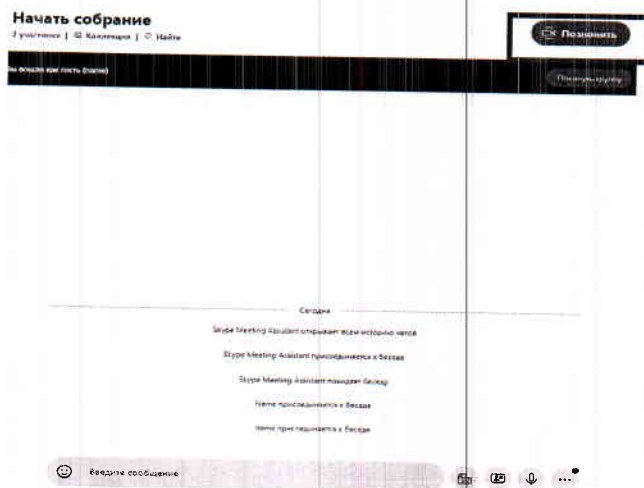 Начать собрание
2 участника | Коллекция | Найти
Позвонить
Вы вошли как гость (name)
Покинуть группу
Сегодня
Skype Meeting Assistant открывает всем историю чатов
Skype Meeting Assistant присоединяется к беседе
Skype Meeting Assistant покидает беседу
Name присоединяется к беседе
name присоединяется к беседе
Введите сообщение